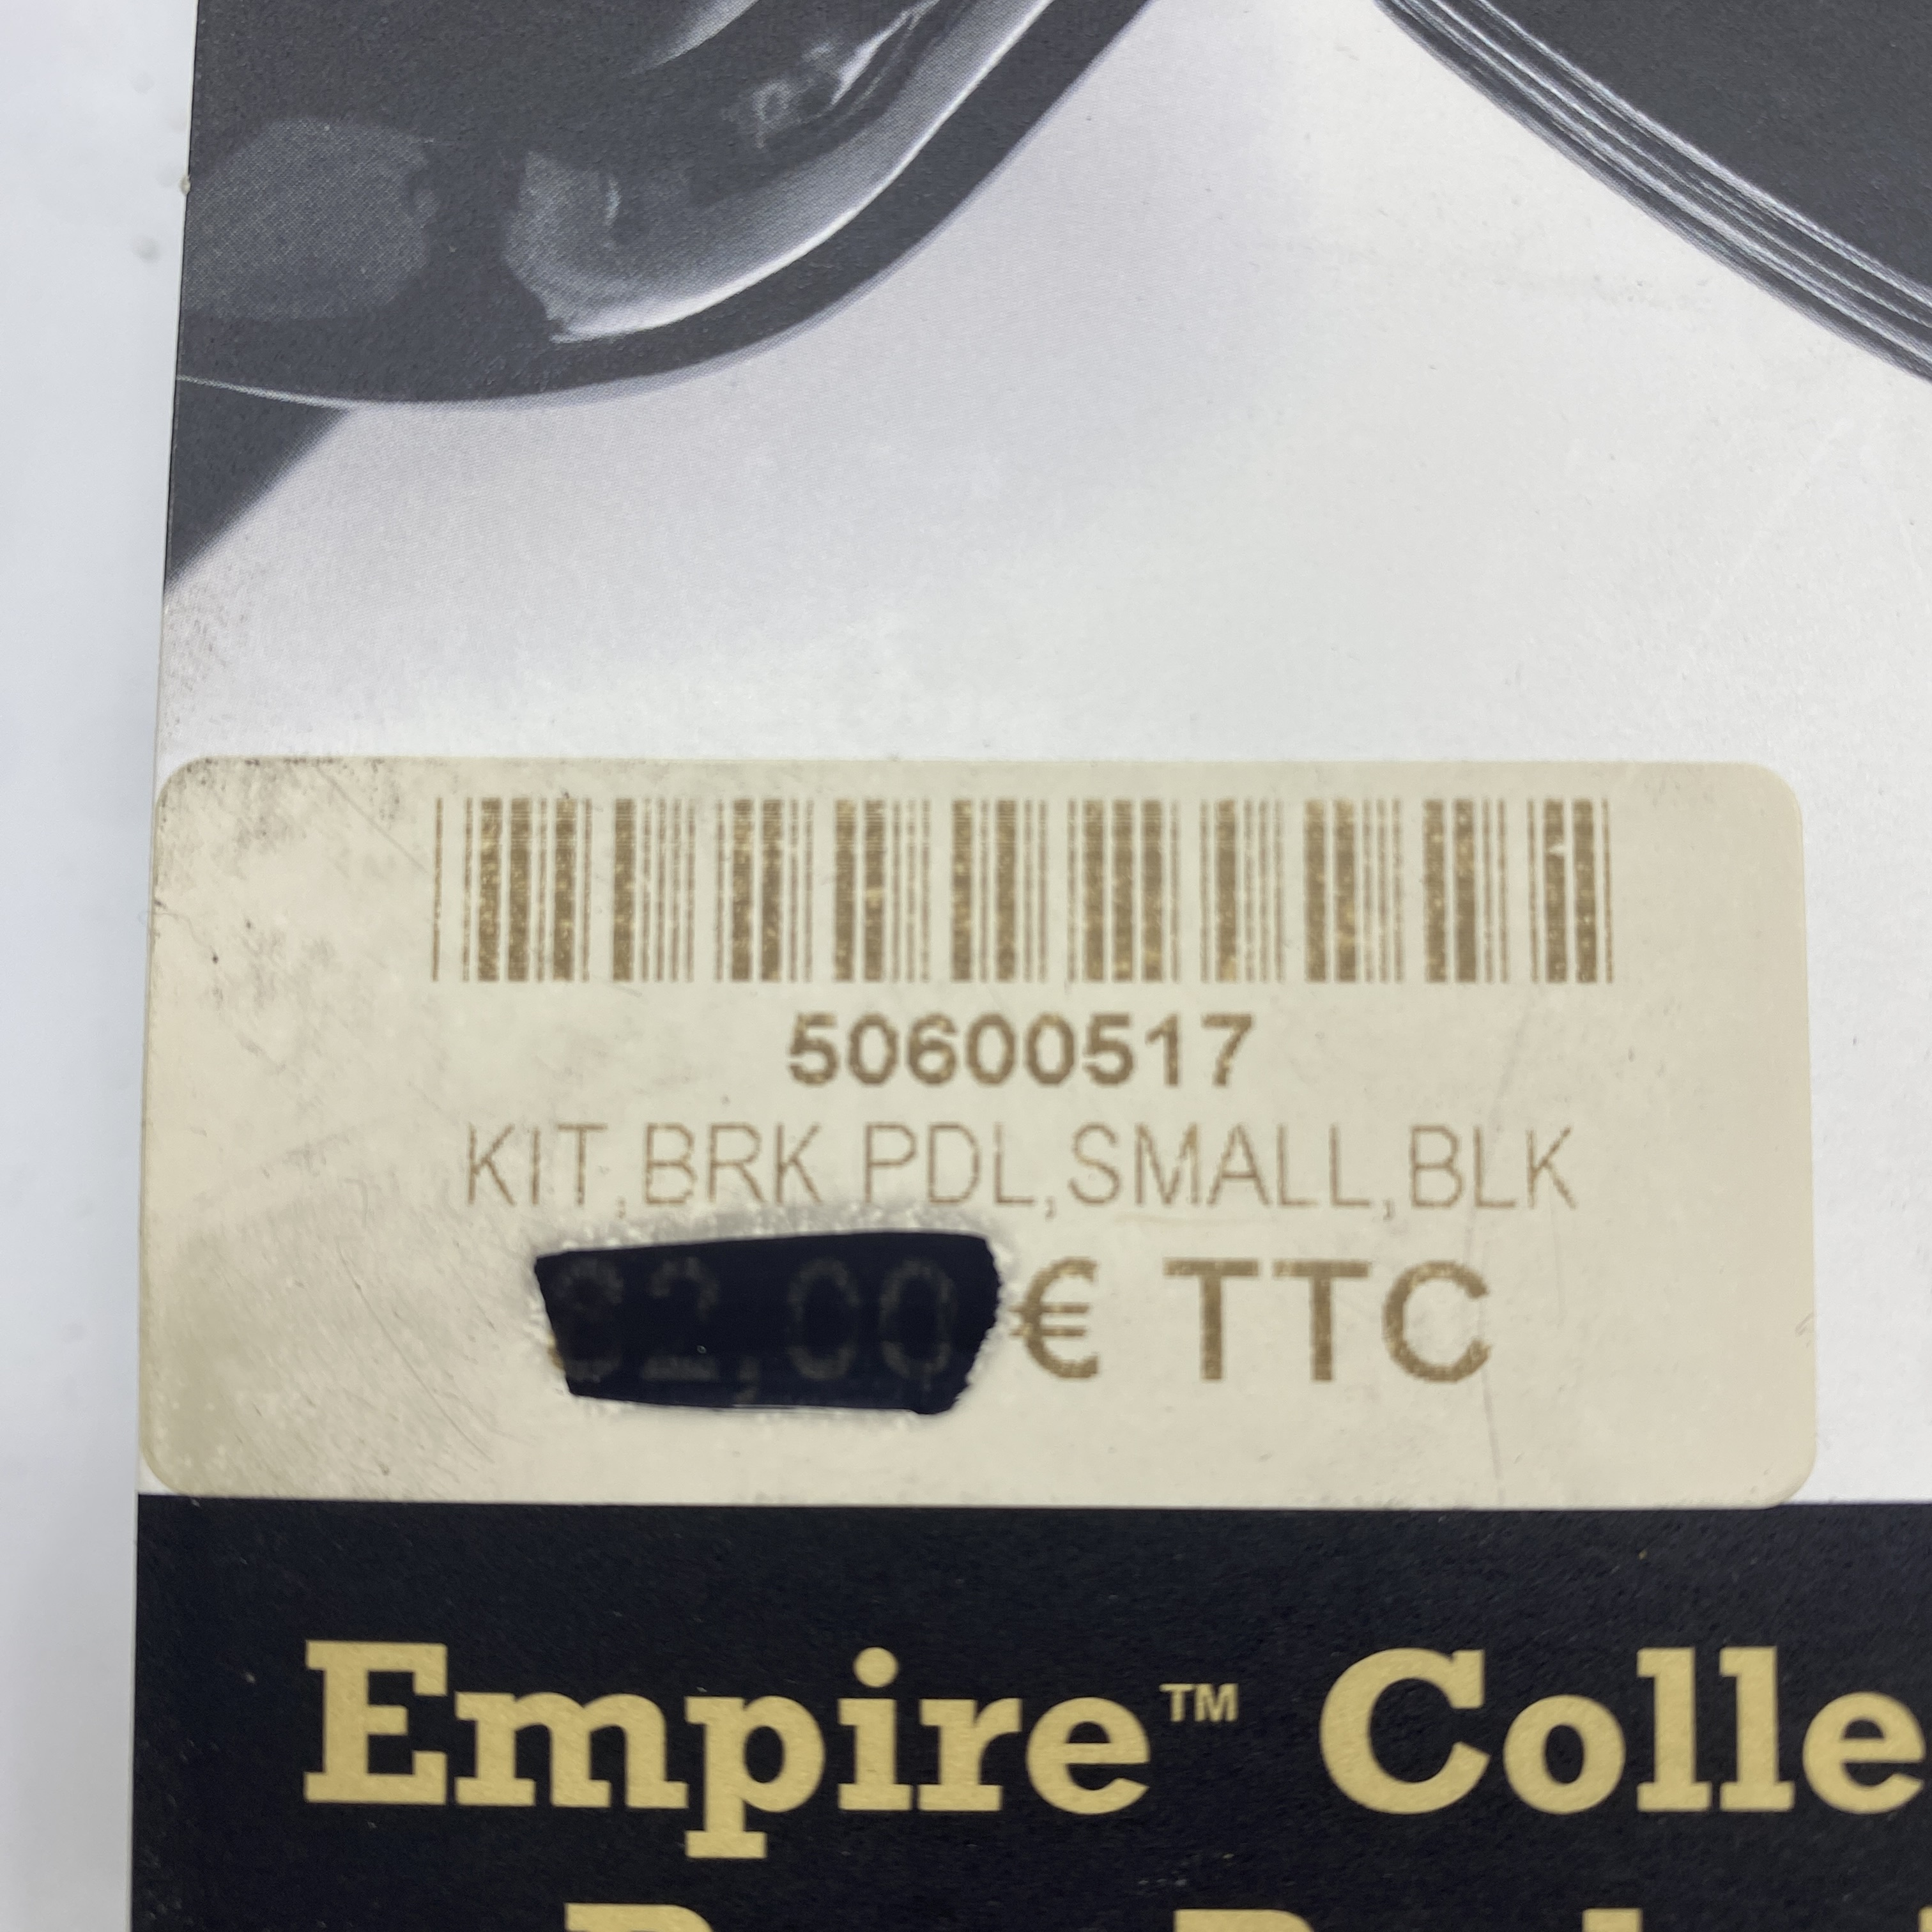 50600517
KIT,BRK PDL,SMALL,BLK
€ TTC
Empire™ Colle